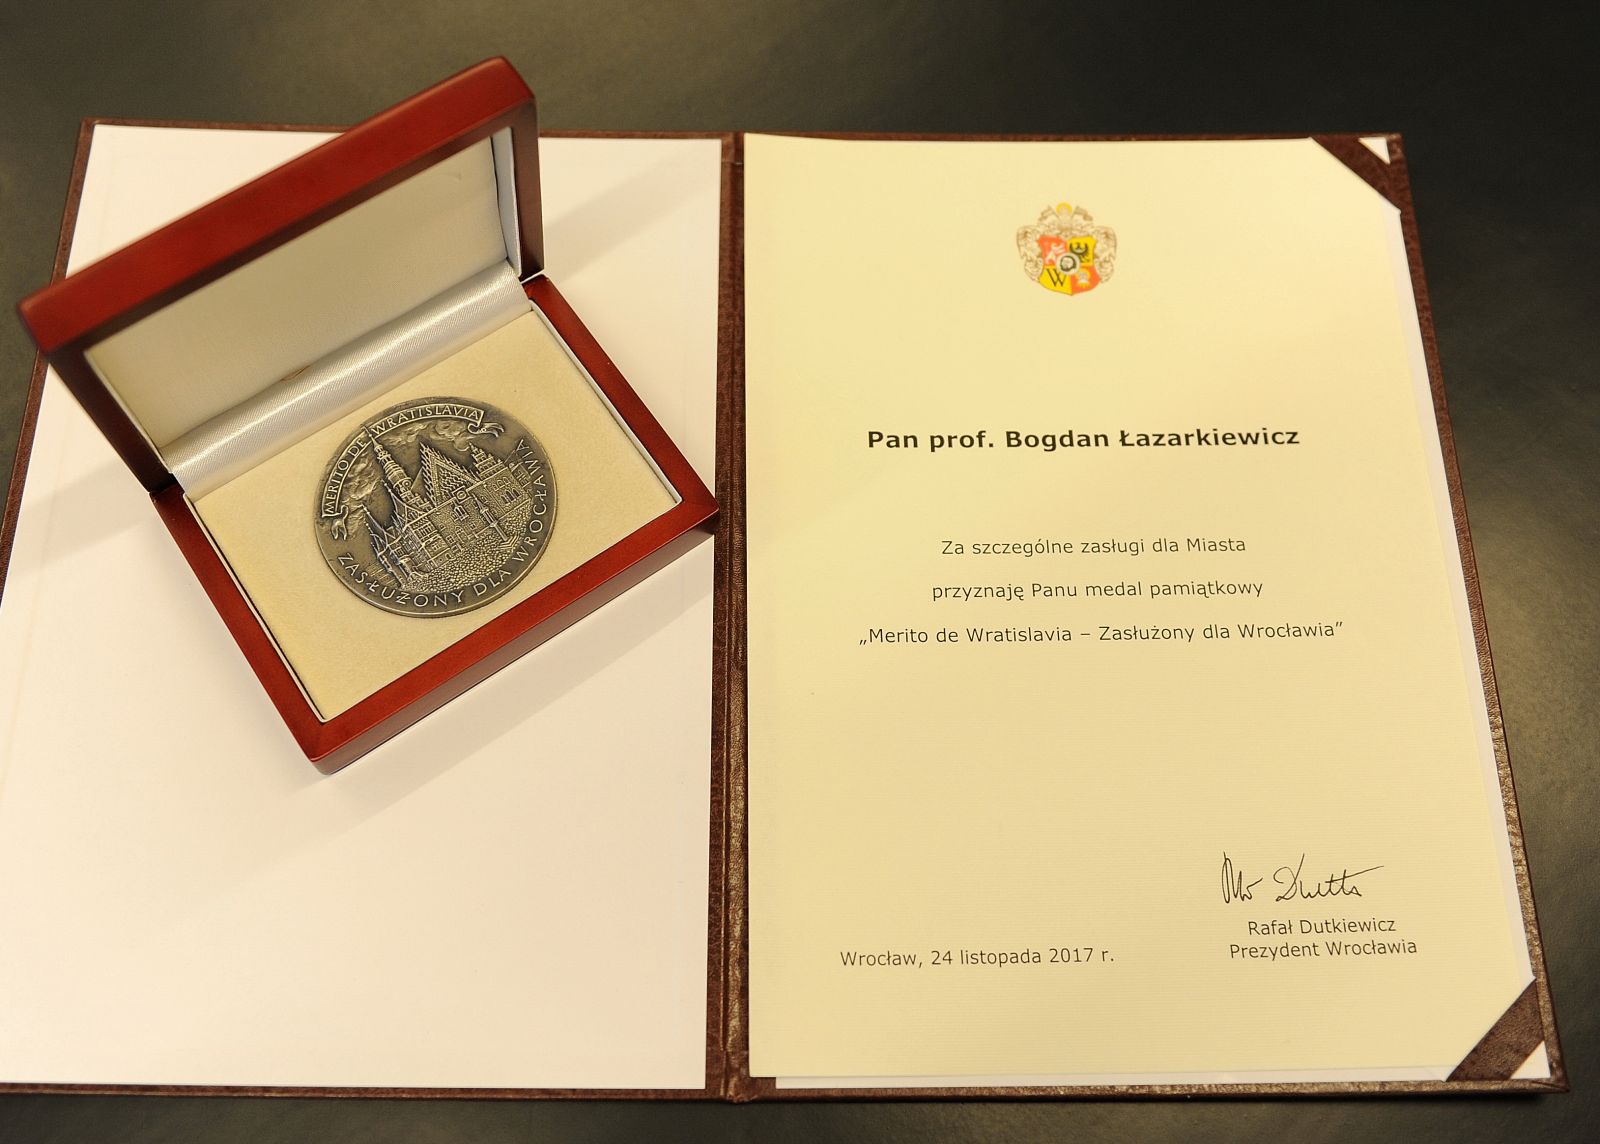 MERITO DE WRATISLAVIA
ZASŁUŻONY DLA WROCŁAWIA
W
Pan prof. Bogdan Łazarkiewicz
Za szczególne zasługi dla Miasta
przyznaję Panu medal pamiątkowy
„Merito de Wratislavia – Zasłużony dla Wrocławia”
Rafał Dutkiewicz
Prezydent Wrocławia
Wrocław, 24 listopada 2017 r.